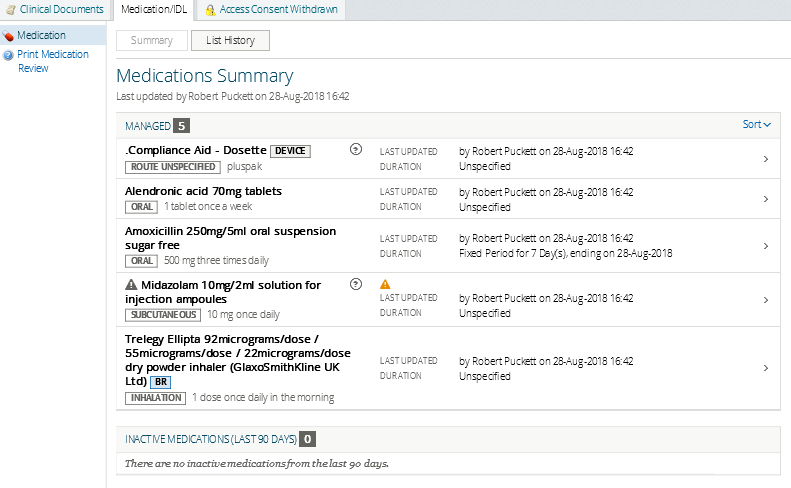 Clinical Documents Medication/IDL Access Consent Withdrawn
Medication
Print Medication
Review
Summary List History
Medications Summary
Last updated by Robert Puckett on 28-Aug-2018 16:42
MANAGED 5 Sort
.Compliance Aid - Dosette DEVICE
ROUTE UNSPECIFIED pluspak
LAST UPDATED by Robert Puckett on 28-Aug-2018 16:42
DURATION Unspecified
Alendronic acid 70mg tablets
ORAL 1 tablet once a week
LAST UPDATED by Robert Puckett on 28-Aug-2018 16:42
DURATION Unspecified
Amoxicillin 250mg/5ml oral suspension
sugar free
ORAL 500 mg three times daily
LAST UPDATED by Robert Puckett on 28-Aug-2018 16:42
DURATION Fixed Period for 7 Day(s), ending on 28-Aug-2018
Midazolam 10mg/2ml solution for
injection ampoules
SUBCUTANEOUS 10 mg once daily
LAST UPDATED by Robert Puckett on 28-Aug-2018 16:42
DURATION Unspecified
Trelegy Ellipta 92micrograms/dose /
55micrograms/dose / 22micrograms/dose
dry powder inhaler (GlaxoSmithKline UK
Ltd) BR
INHALATION 1 dose once daily in the morning
LAST UPDATED by Robert Puckett on 28-Aug-2018 16:42
DURATION Unspecified
INACTIVE MEDICATIONS (LAST 90 DAYS) 0
There are no inactive medications from the last 90 days.